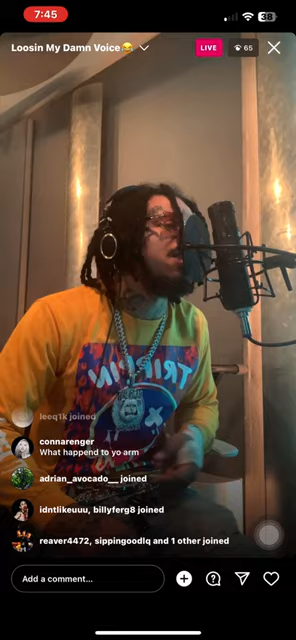 7:45
38
Loosin My Damn Voice😂
LIVE
65
TRIPPIN
leeq1k joined
connarenger
What happend to yo arm
adrian_avocado__ joined
idntlikeuuu, billyferg8 joined
reaver4472, sippingoodlq and 1 other joined
Add a comment...